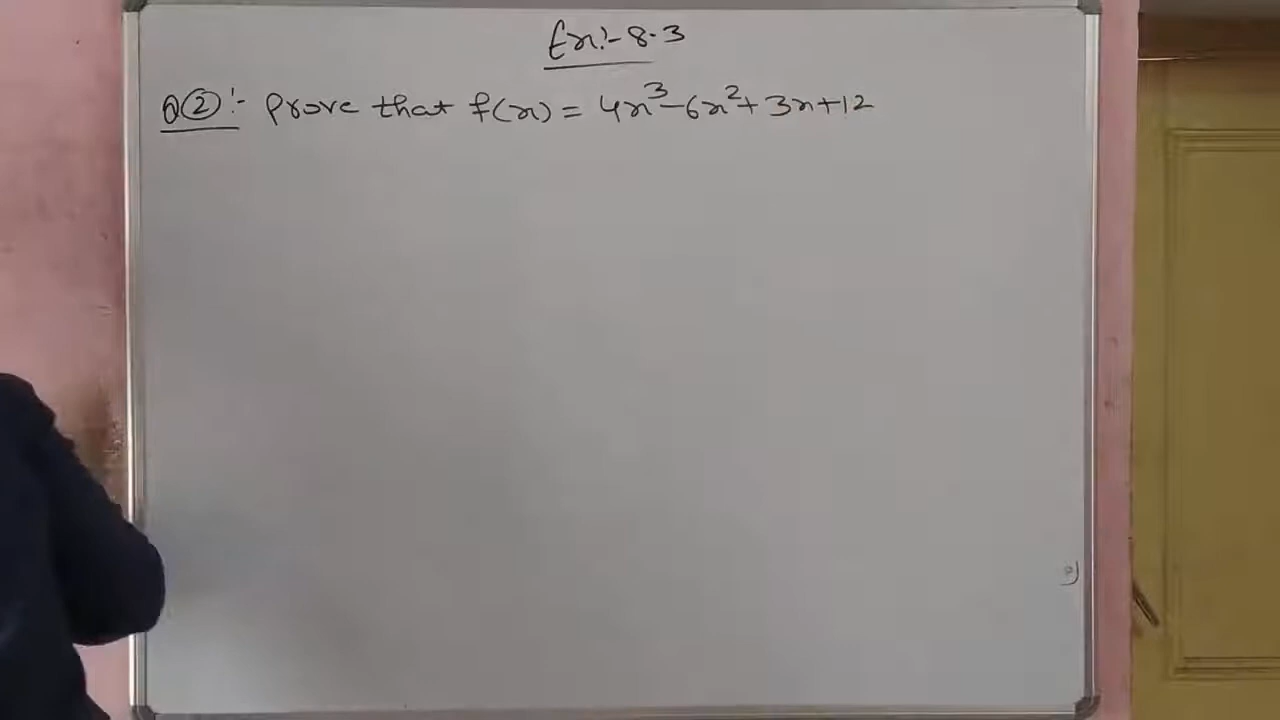 Ex:- 8.3
Q②:- Prove that f(x) = 4x³-6x²+3x+12